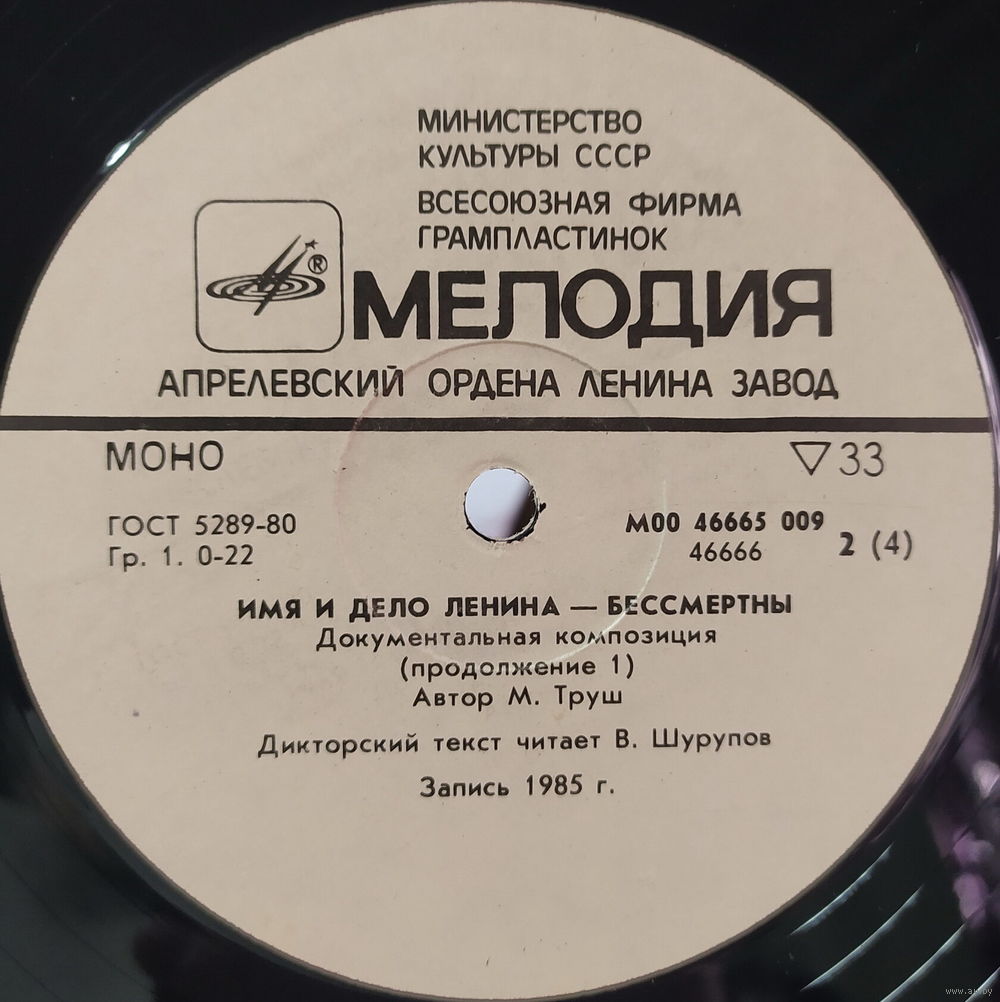 МИНИСТЕРСТВО
КУЛЬТУРЫ СССР
ВСЕСОЮЗНАЯ ФИРМА
ГРАМПЛАСТИНОК
®
МЕЛОДИЯ
АПРЕЛЕВСКИЙ ОРДЕНА ЛЕНИНА ЗАВОД
МОНО ▽33
ГОСТ 5289-80 М00 46665 009
Гр. 1. 0-22 46666 2 (4)
ИМЯ И ДЕЛО ЛЕНИНА — БЕССМЕРТНЫ
Документальная композиция
(продолжение 1)
Автор М. Труш
Дикторский текст читает В. Шурупов
Запись 1985 г.